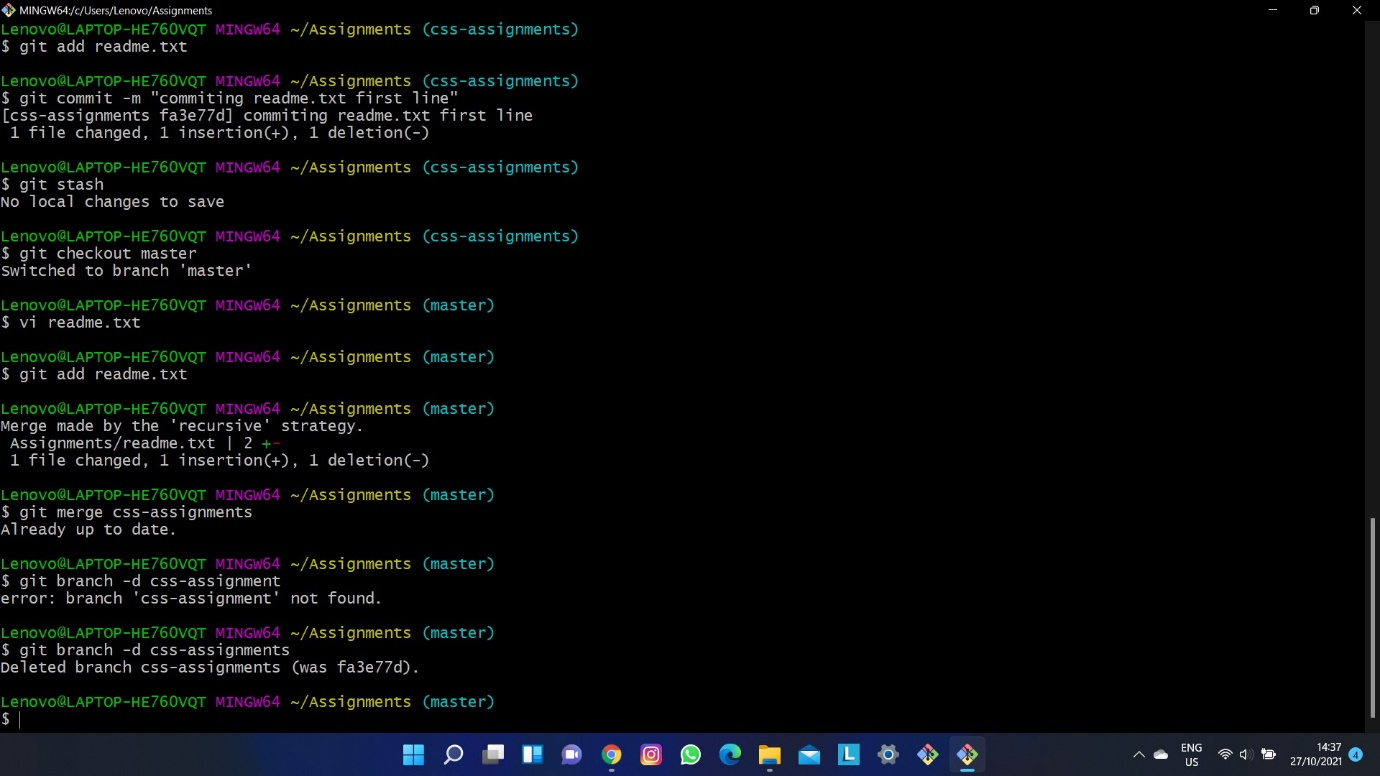 MINGW64:/c/Users/Lenovo/Assignments
Lenovo@LAPTOP-HE760VQT MINGW64 ~/Assignments (css-assignments)
$ git add readme.txt
Lenovo@LAPTOP-HE760VQT MINGW64 ~/Assignments (css-assignments)
$ git commit -m "commiting readme.txt first line"
[css-assignments fa3e77d] commiting readme.txt first line
1 file changed, 1 insertion(+), 1 deletion(-)
Lenovo@LAPTOP-HE760VQT MINGW64 ~/Assignments (css-assignments)
$ git stash
No local changes to save
Lenovo@LAPTOP-HE760VQT MINGW64 ~/Assignments (css-assignments)
$ git checkout master
Switched to branch 'master'
Lenovo@LAPTOP-HE760VQT MINGW64 ~/Assignments (master)
$ vi readme.txt
Lenovo@LAPTOP-HE760VQT MINGW64 ~/Assignments (master)
$ git add readme.txt
Lenovo@LAPTOP-HE760VQT MINGW64 ~/Assignments (master)
Merge made by the 'recursive' strategy.
Assignments/readme.txt | 2 +-
1 file changed, 1 insertion(+), 1 deletion(-)
Lenovo@LAPTOP-HE760VQT MINGW64 ~/Assignments (master)
$ git merge css-assignments
Already up to date.
Lenovo@LAPTOP-HE760VQT MINGW64 ~/Assignments (master)
$ git branch -d css-assignment
error: branch 'css-assignment' not found.
Lenovo@LAPTOP-HE760VQT MINGW64 ~/Assignments (master)
$ git branch -d css-assignments
Deleted branch css-assignments (was fa3e77d).
Lenovo@LAPTOP-HE760VQT MINGW64 ~/Assignments (master)
$
L
ENG
US
14:37
27/10/2021
4